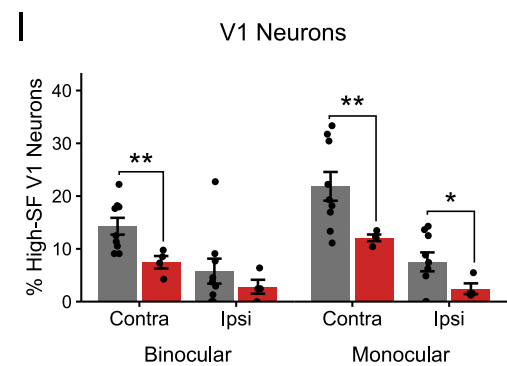 I
V1 Neurons
% High-SF V1 Neurons
40
30
20
10
0
**
**
*
Contra Ipsi Contra Ipsi
Binocular Monocular